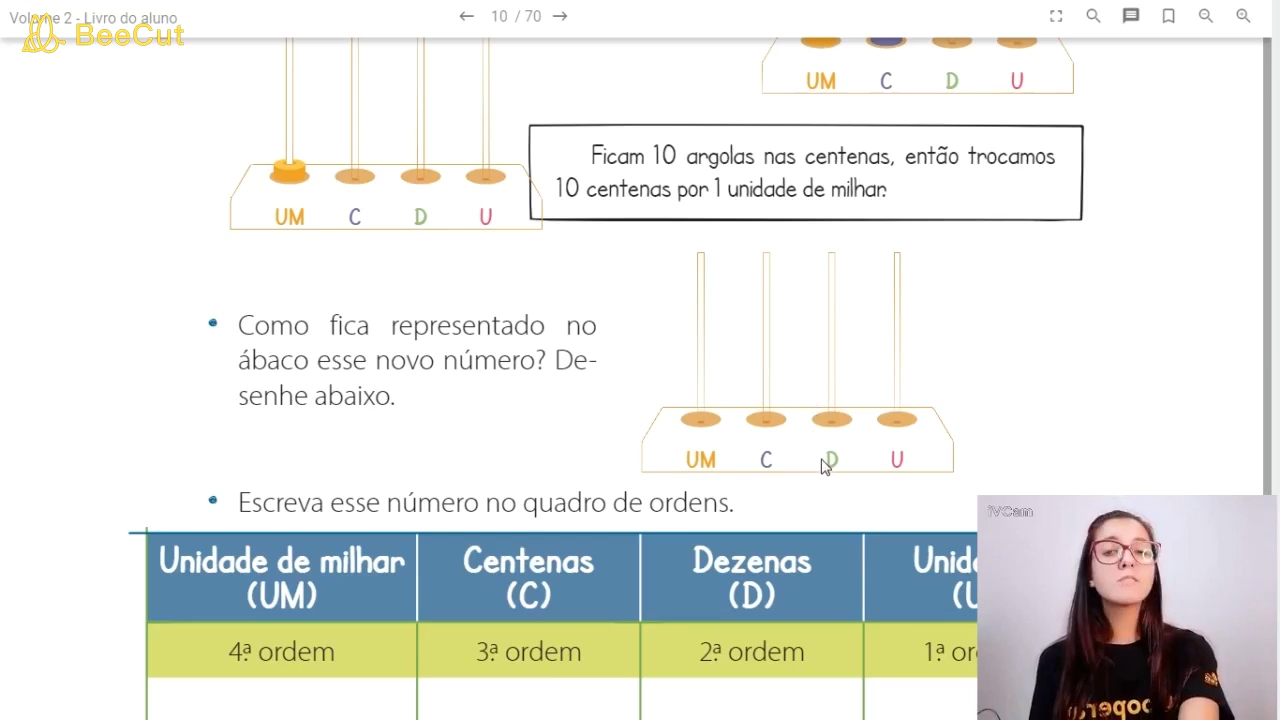 Volume 2 - Livro do aluno
10 / 70
BeeCut
UM C D U
UM C D U
Ficam 10 argolas nas centenas, então trocamos
10 centenas por 1 unidade de milhar.
• Como fica representado no
ábaco esse novo número? De-
senhe abaixo.
UM C D U
• Escreva esse número no quadro de ordens.
Unidade de milhar
(UM)
Centenas
(C)
Dezenas
(D)
4ª ordem
3ª ordem
2ª ordem
1ª
iVCam